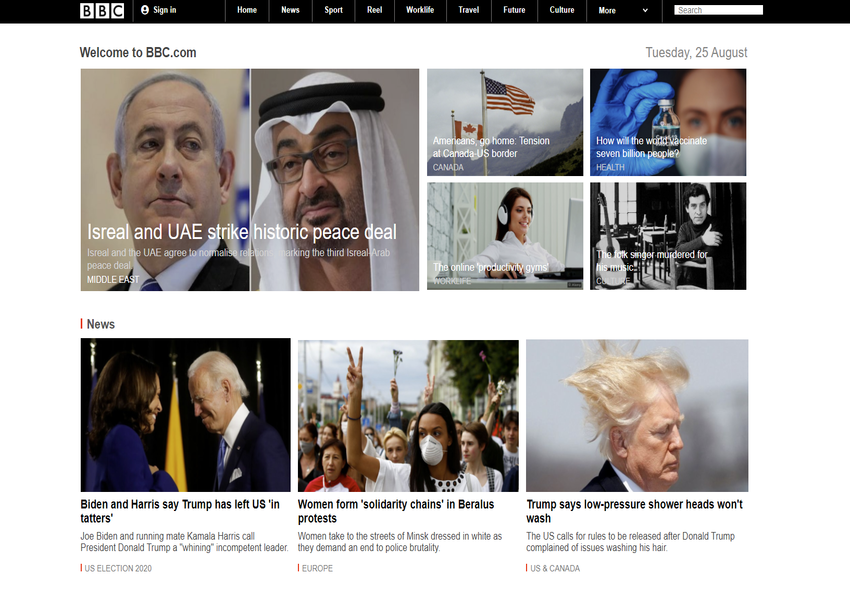 BBC
Sign in
Home
News
Sport
Reel
Worklife
Travel
Future
Culture
More
Search
Welcome to BBC.com
Tuesday, 25 August
Isreal and UAE strike historic peace deal
Isreal and the UAE agree to normalise relations, marking the third Isreal-Arab
peace deal
MIDDLE EAST
Americans, go home: Tension
at Canada-US border
CANADA
How will the world vaccinate
seven billion people?
HEALTH
The online 'productivity gyms'
WORKLIFE
The folk singer murdered for
his music
CULTURE
News
Biden and Harris say Trump has left US 'in
tatters'
Joe Biden and running mate Kamala Harris call
President Donald Trump a "whining" incompetent leader.
US ELECTION 2020
Women form 'solidarity chains' in Beralus
protests
Women take to the streets of Minsk dressed in white as
they demand an end to police brutality.
EUROPE
Trump says low-pressure shower heads won't
wash
The US calls for rules to be released after Donald Trump
complained of issues washing his hair.
US & CANADA